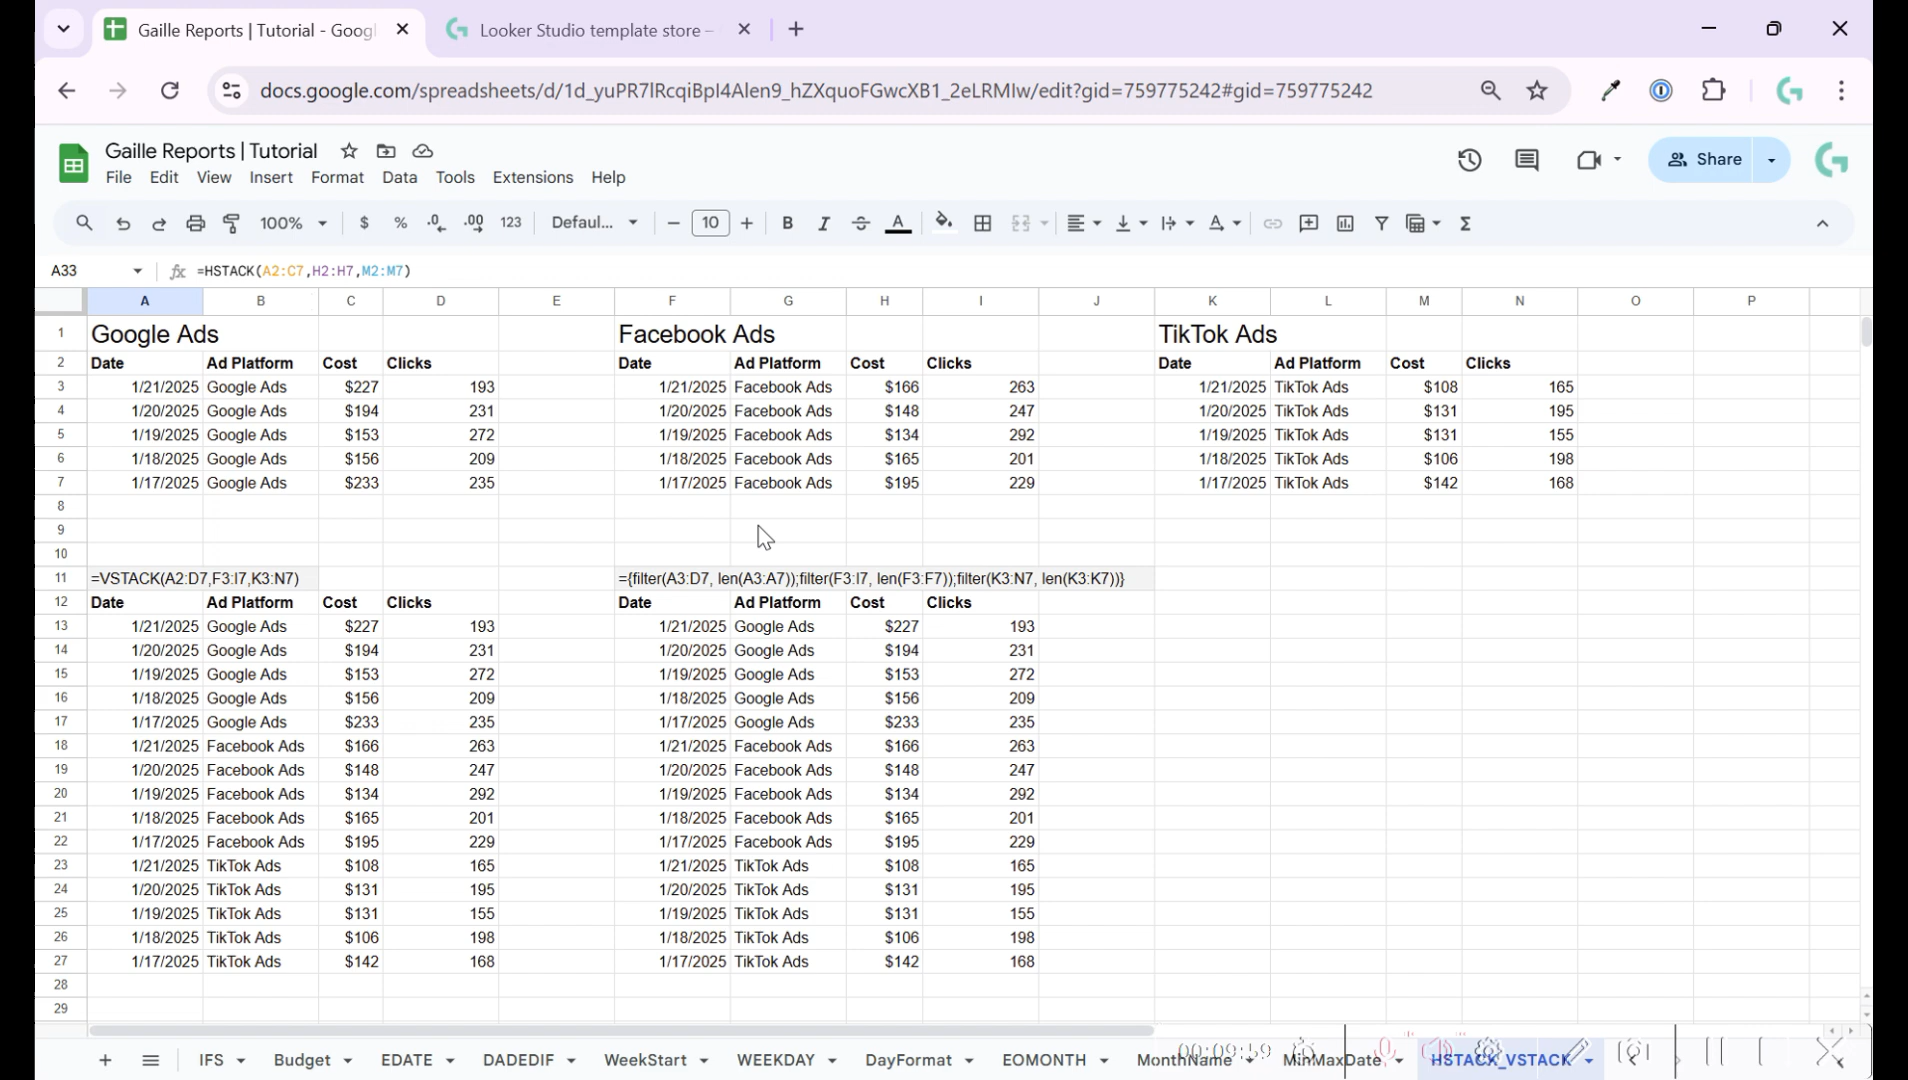 Gaille Reports | Tutorial - Googl
Looker Studio template store –
docs.google.com/spreadsheets/d/1d_yuPR7lRcqiBpI4Alen9_hZXquoFGwcXB1_2eLRMIw/edit?gid=759775242#gid=759775242
Gaille Reports | Tutorial
Share
File Edit View Insert Format Data Tools Extensions Help
100% $ % .0 .00 123 Defaul... 10 B I S A
A33 fx =HSTACK(A2:C7,H2:H7,M2:M7)
A B C D E F G H I J K L M N O P
1 Google Ads Facebook Ads TikTok Ads
2 Date Ad Platform Cost Clicks Date Ad Platform Cost Clicks Date Ad Platform Cost Clicks
3 1/21/2025 Google Ads $227 193 1/21/2025 Facebook Ads $166 263 1/21/2025 TikTok Ads $108 165
4 1/20/2025 Google Ads $194 231 1/20/2025 Facebook Ads $148 247 1/20/2025 TikTok Ads $131 195
5 1/19/2025 Google Ads $153 272 1/19/2025 Facebook Ads $134 292 1/19/2025 TikTok Ads $131 155
6 1/18/2025 Google Ads $156 209 1/18/2025 Facebook Ads $165 201 1/18/2025 TikTok Ads $106 198
7 1/17/2025 Google Ads $233 235 1/17/2025 Facebook Ads $195 229 1/17/2025 TikTok Ads $142 168
8
9
10
11 =VSTACK(A2:D7,F3:I7,K3:N7) ={filter(A3:D7, len(A3:A7));filter(F3:I7, len(F3:F7));filter(K3:N7, len(K3:K7))}
12 Date Ad Platform Cost Clicks Date Ad Platform Cost Clicks
13 1/21/2025 Google Ads $227 193 1/21/2025 Google Ads $227 193
14 1/20/2025 Google Ads $194 231 1/20/2025 Google Ads $194 231
15 1/19/2025 Google Ads $153 272 1/19/2025 Google Ads $153 272
16 1/18/2025 Google Ads $156 209 1/18/2025 Google Ads $156 209
17 1/17/2025 Google Ads $233 235 1/17/2025 Google Ads $233 235
18 1/21/2025 Facebook Ads $166 263 1/21/2025 Facebook Ads $166 263
19 1/20/2025 Facebook Ads $148 247 1/20/2025 Facebook Ads $148 247
20 1/19/2025 Facebook Ads $134 292 1/19/2025 Facebook Ads $134 292
21 1/18/2025 Facebook Ads $165 201 1/18/2025 Facebook Ads $165 201
22 1/17/2025 Facebook Ads $195 229 1/17/2025 Facebook Ads $195 229
23 1/21/2025 TikTok Ads $108 165 1/21/2025 TikTok Ads $108 165
24 1/20/2025 TikTok Ads $131 195 1/20/2025 TikTok Ads $131 195
25 1/19/2025 TikTok Ads $131 155 1/19/2025 TikTok Ads $131 155
26 1/18/2025 TikTok Ads $106 198 1/18/2025 TikTok Ads $106 198
27 1/17/2025 TikTok Ads $142 168 1/17/2025 TikTok Ads $142 168
28
29
IFS Budget EDATE DADEDIF WeekStart WEEKDAY DayFormat EOMONTH MonthName MinMaxDate HSTACK_VSTACK
00:09:59